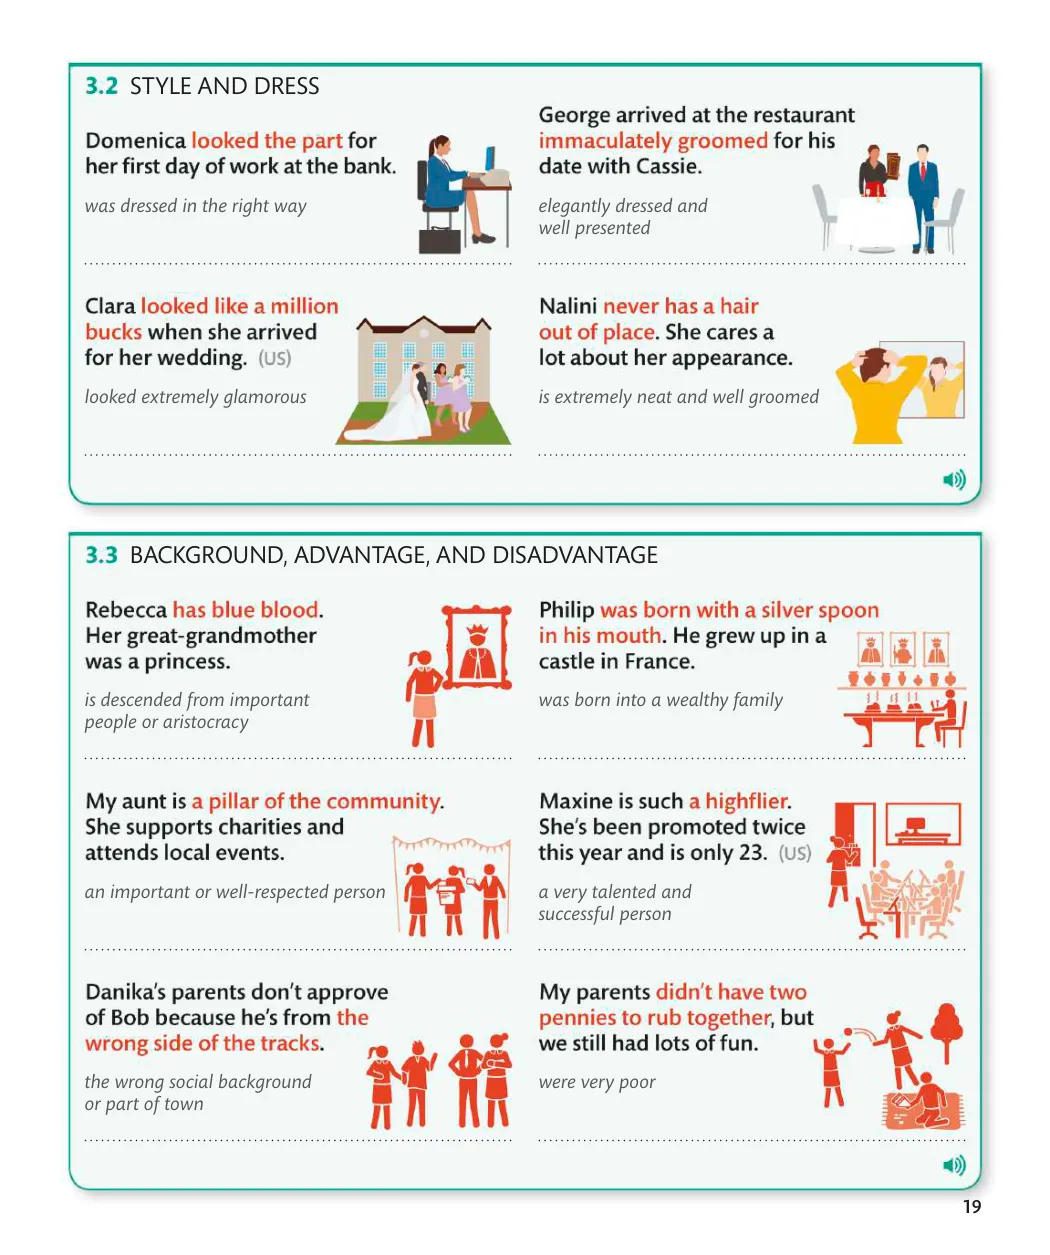 3.2 STYLE AND DRESS
Domenica looked the part for
her first day of work at the bank.
was dressed in the right way
George arrived at the restaurant
immaculately groomed for his
date with Cassie.
elegantly dressed and
well presented
Clara looked like a million
bucks when she arrived
for her wedding. (US)
looked extremely glamorous
Nalini never has a hair
out of place. She cares a
lot about her appearance.
is extremely neat and well groomed
3.3 BACKGROUND, ADVANTAGE, AND DISADVANTAGE
Rebecca has blue blood.
Her great-grandmother
was a princess.
is descended from important
people or aristocracy
Philip was born with a silver spoon
in his mouth. He grew up in a
castle in France.
was born into a wealthy family
My aunt is a pillar of the community.
She supports charities and
attends local events.
an important or well-respected person
Maxine is such a highflier.
She's been promoted twice
this year and is only 23. (US)
a very talented and
successful person
Danika's parents don't approve
of Bob because he's from the
wrong side of the tracks.
the wrong social background
or part of town
My parents didn't have two
pennies to rub together, but
we still had lots of fun.
were very poor
19